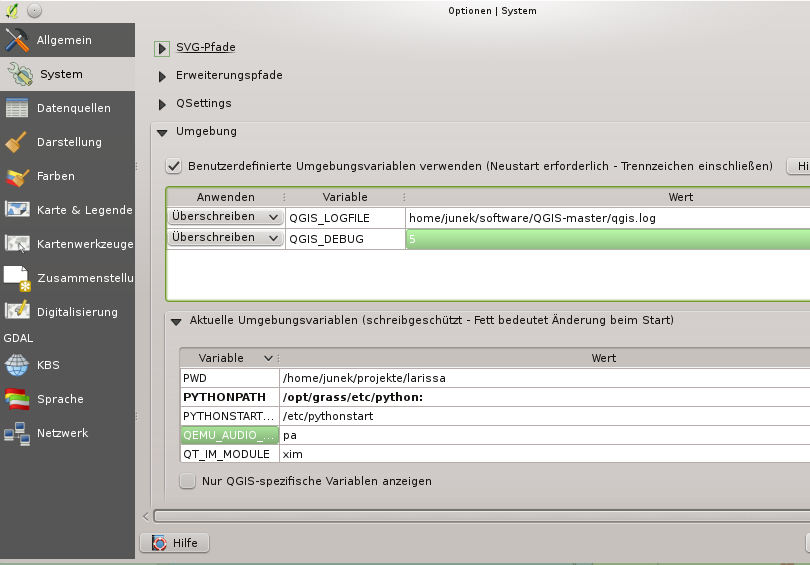 Optionen | System
Allgemein
System
Datenquellen
Darstellung
Farben
Karte & Legende
Kartenwerkzeuge
Zusammenstellu
Digitalisierung
GDAL
KBS
Sprache
Netzwerk
SVG-Pfade
Erweiterungspfade
QSettings
Umgebung
Benutzerdefinierte Umgebungsvariablen verwenden (Neustart erforderlich - Trennzeichen einschließen) Hi
Anwenden Variable Wert
Überschreiben QGIS_LOGFILE home/junek/software/QGIS-master/qgis.log
Überschreiben QGIS_DEBUG 5
Aktuelle Umgebungsvariablen (schreibgeschützt - Fett bedeutet Änderung beim Start)
Variable Wert
PWD /home/junek/projekte/larissa
PYTHONPATH /opt/grass/etc/python:
PYTHONSTART... /etc/pythonstart
QEMU_AUDIO_... pa
QT_IM_MODULE xim
Nur QGIS-spezifische Variablen anzeigen
Hilfe